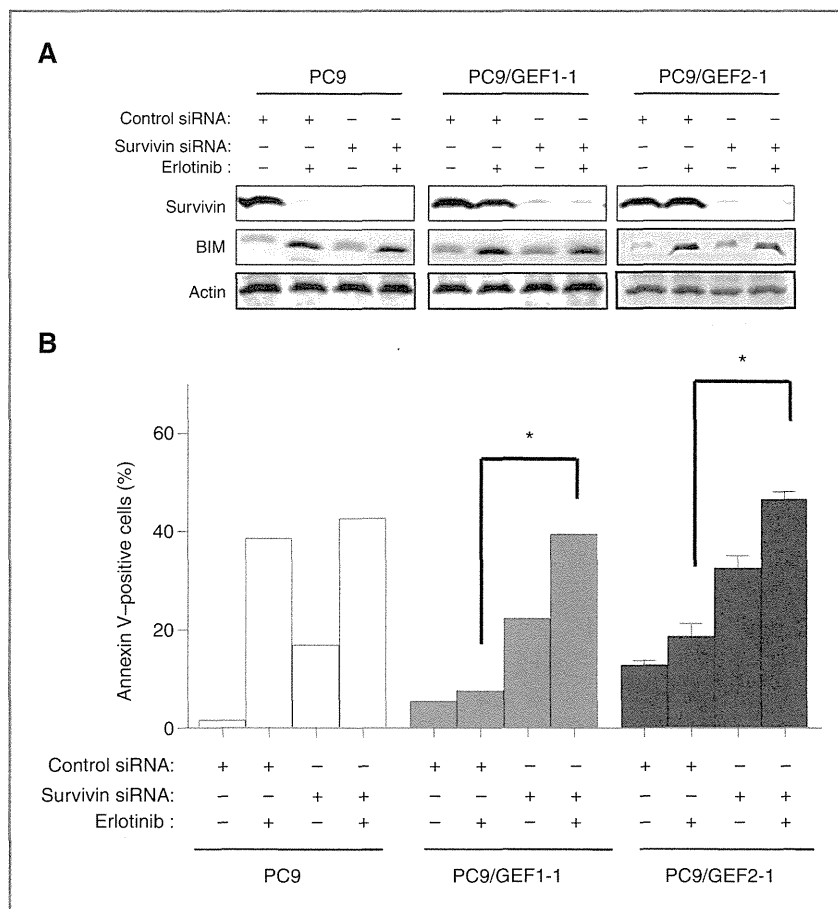 A
PC9 PC9/GEF1-1 PC9/GEF2-1
Control siRNA: + + – – + + – – + + – –
Survivin siRNA: – – + + – – + + – – + +
Erlotinib : – + – + – + – + – + – +
Survivin
BIM
Actin
B
* *
Annexin V–positive cells (%)
60
40
20
0
Control siRNA: + + – – + + – – + + – –
Survivin siRNA: – – + + – – + + – – + +
Erlotinib : – + – + – + – + – + – +
PC9 PC9/GEF1-1 PC9/GEF2-1